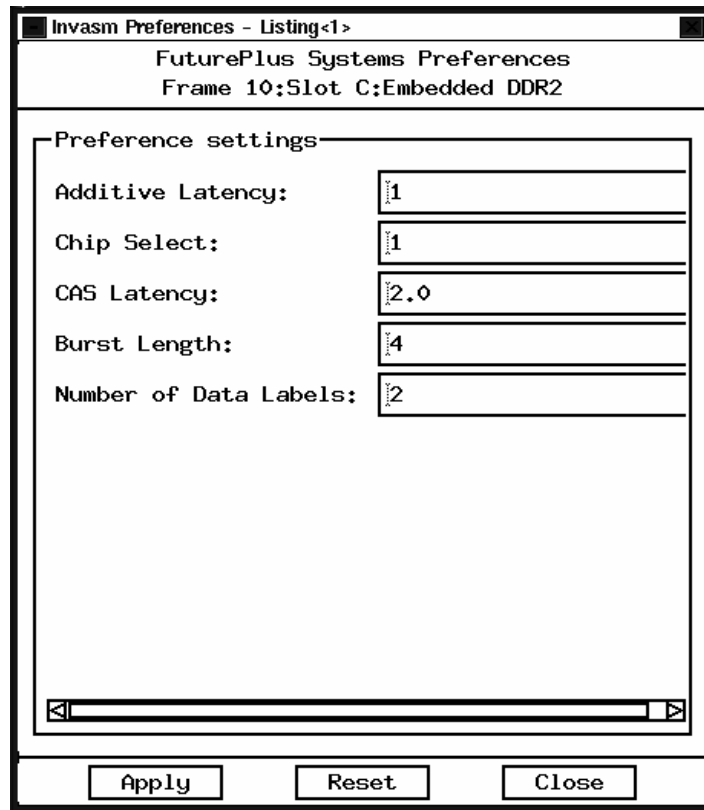 Invasm Preferences - Listing<1>
FuturePlus Systems Preferences
Frame 10:Slot C:Embedded DDR2
Preference settings
Additive Latency: 1
Chip Select: 1
CAS Latency: 2.0
Burst Length: 4
Number of Data Labels: 2
Apply Reset Close